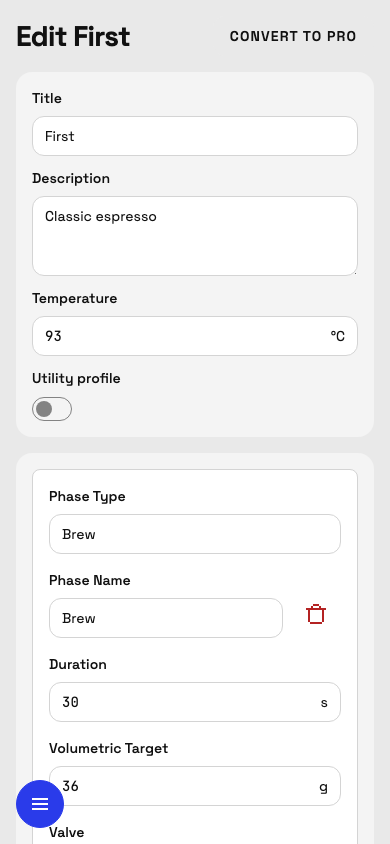 Edit First
CONVERT TO PRO
Title
First
Description
Classic espresso
Temperature
93 °C
Utility profile
Phase Type
Brew
Phase Name
Brew
Duration
30 s
Volumetric Target
36 g
Valve